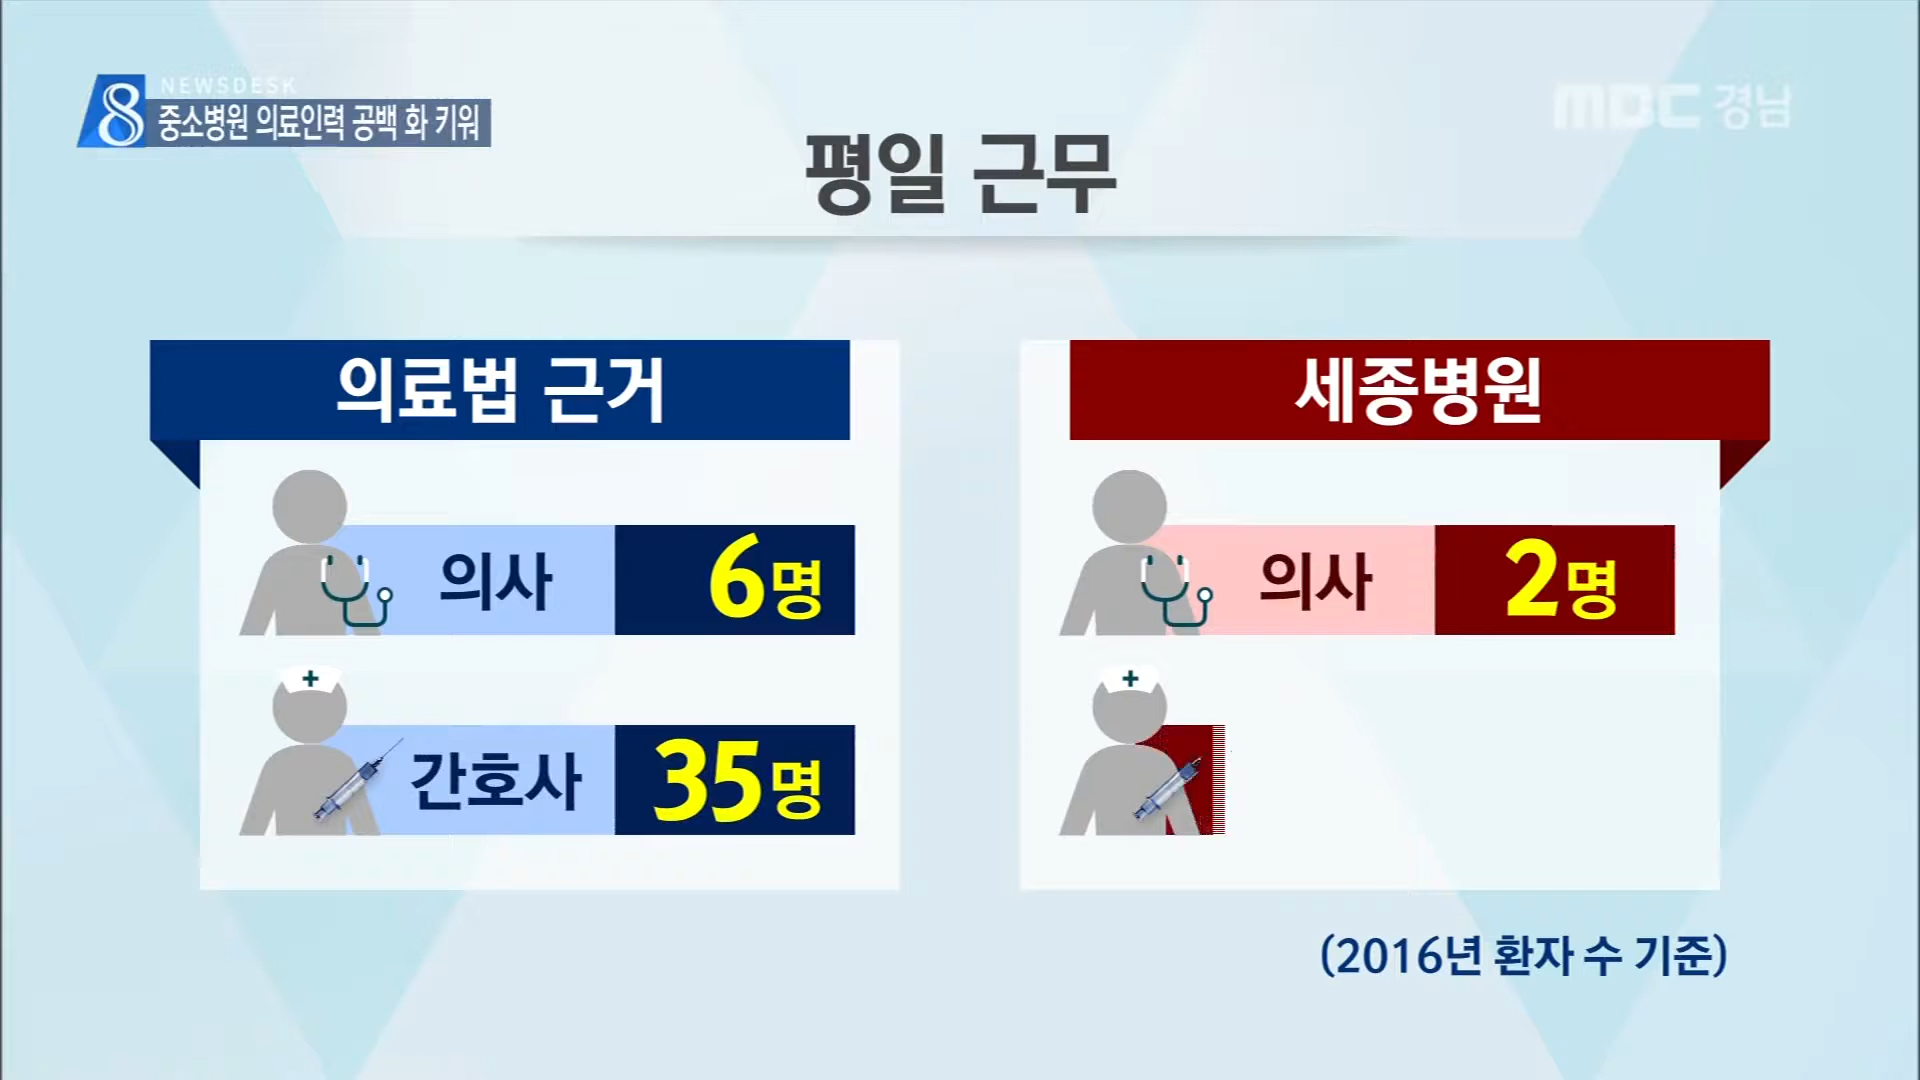 NEWSDESK
8 중소병원 의료인력 공백 화 키워
MBC 경남
평일 근무
의료법 근거
의사 6명
간호사 35명
세종병원
의사 2명
(2016년 환자 수 기준)